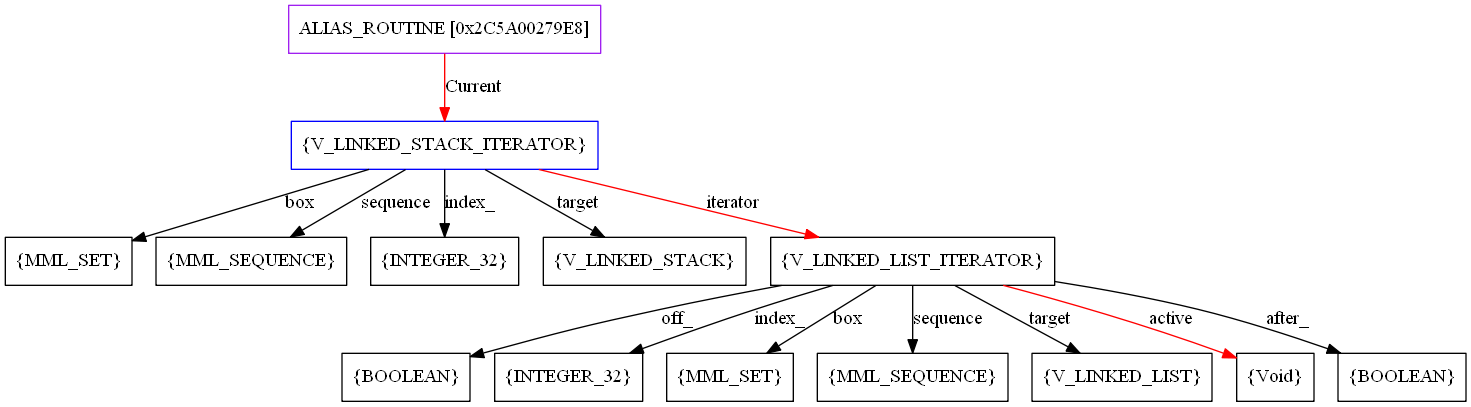 ALIAS_ROUTINE [0x2C5A00279E8]
Current
{V_LINKED_STACK_ITERATOR}
box
sequence
index_
target
iterator
{MML_SET}
{MML_SEQUENCE}
{INTEGER_32}
{V_LINKED_STACK}
{V_LINKED_LIST_ITERATOR}
off_
index_
box
sequence
target
active
after_
{BOOLEAN}
{INTEGER_32}
{MML_SET}
{MML_SEQUENCE}
{V_LINKED_LIST}
{Void}
{BOOLEAN}